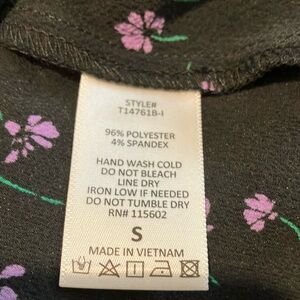 STYLE#
T14761B-I
96% POLYESTER
4% SPANDEX
HAND WASH COLD
DO NOT BLEACH
LINE DRY
IRON LOW IF NEEDED
DO NOT TUMBLE DRY
RN# 115602
S
MADE IN VIETNAM